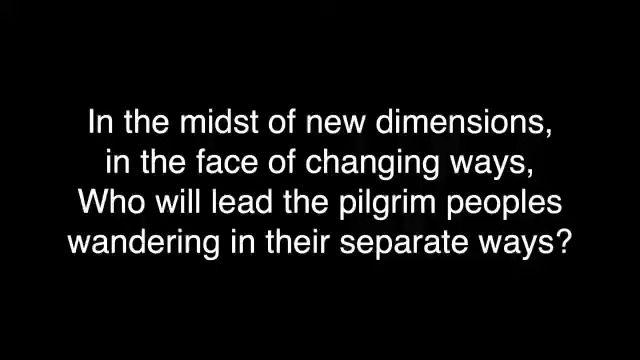 In the midst of new dimensions,
in the face of changing ways,
Who will lead the pilgrim peoples
wandering in their separate ways?